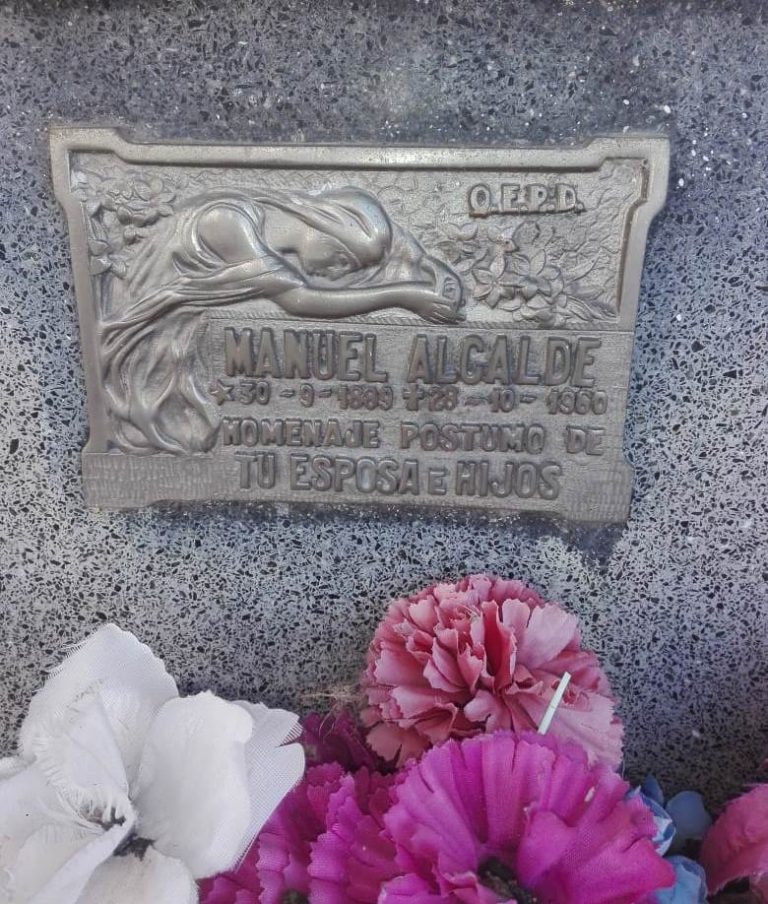 Q.E.P.D.
MANUEL ALCALDE
★30-9-1889 ✝28-10-1960
HOMENAJE POSTUMO DE
TU ESPOSA E HIJOS